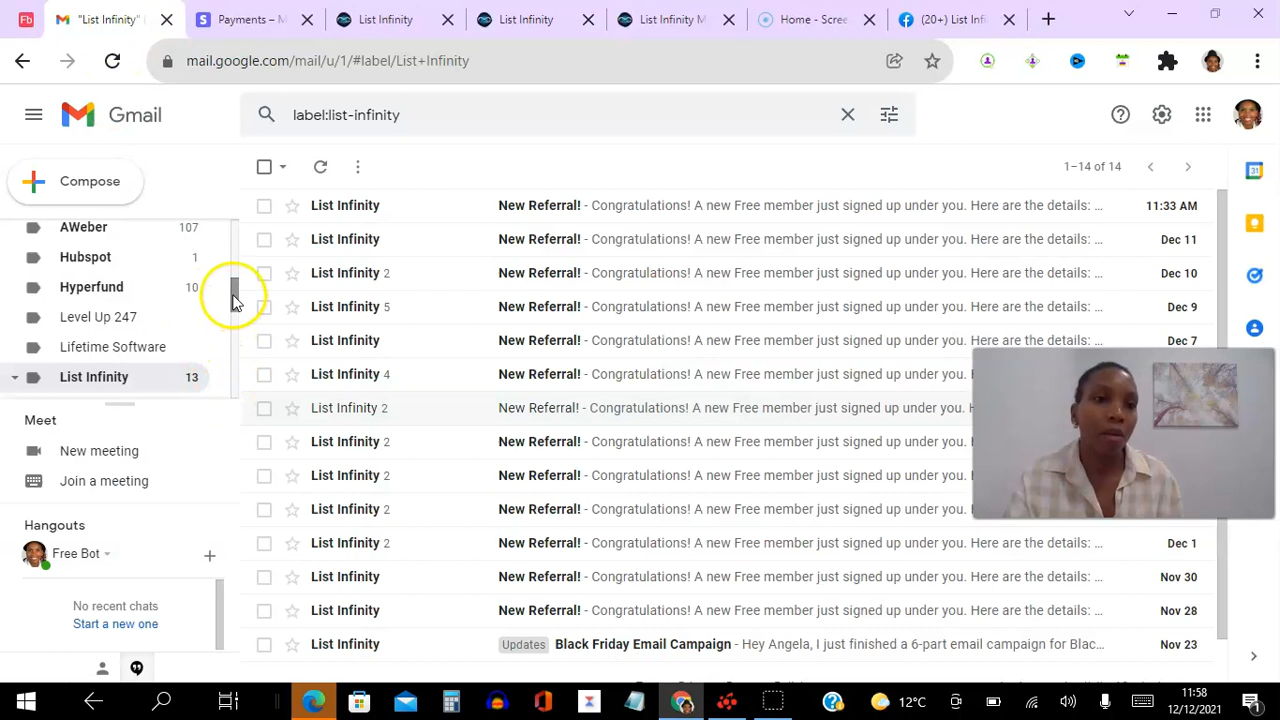 "List Infinity" (
Payments – M
List Infinity
List Infinity
List Infinity M
Home - Scree
(20+) List Infin
mail.google.com/mail/u/1/#label/List+Infinity
Gmail
label:list-infinity
Compose
1–14 of 14
AWeber 107
Hubspot 1
Hyperfund 10
Level Up 247
Lifetime Software
List Infinity 13
Meet
New meeting
Join a meeting
Hangouts
Free Bot
No recent chats
Start a new one
List Infinity New Referral! - Congratulations! A new Free member just signed up under you. Here are the details: ... 11:33 AM
List Infinity New Referral! - Congratulations! A new Free member just signed up under you. Here are the details: ... Dec 11
List Infinity 2 New Referral! - Congratulations! A new Free member just signed up under you. Here are the details: ... Dec 10
List Infinity 5 New Referral! - Congratulations! A new Free member just signed up under you. Here are the details: ... Dec 9
List Infinity New Referral! - Congratulations! A new Free member just signed up under you. Here are the details: ... Dec 7
List Infinity 4 New Referral! - Congratulations! A new Free member just signed up under you. H
List Infinity 2 New Referral! - Congratulations! A new Free member just signed up under you. H
List Infinity 2 New Referral! - Congratulations! A new Free member just signed up under you. H
List Infinity 2 New Referral! - Congratulations! A new Free member just signed up under you. H
List Infinity 2 New Referral! - Congratulations! A new Free member just signed up under you. Here are the details: ...
List Infinity 2 New Referral! - Congratulations! A new Free member just signed up under you. Here are the details: ... Dec 1
List Infinity New Referral! - Congratulations! A new Free member just signed up under you. Here are the details: ... Nov 30
List Infinity New Referral! - Congratulations! A new Free member just signed up under you. Here are the details: ... Nov 28
List Infinity Updates Black Friday Email Campaign - Hey Angela, I just finished a 6-part email campaign for Blac... Nov 23
12°C
11:58
12/12/2021